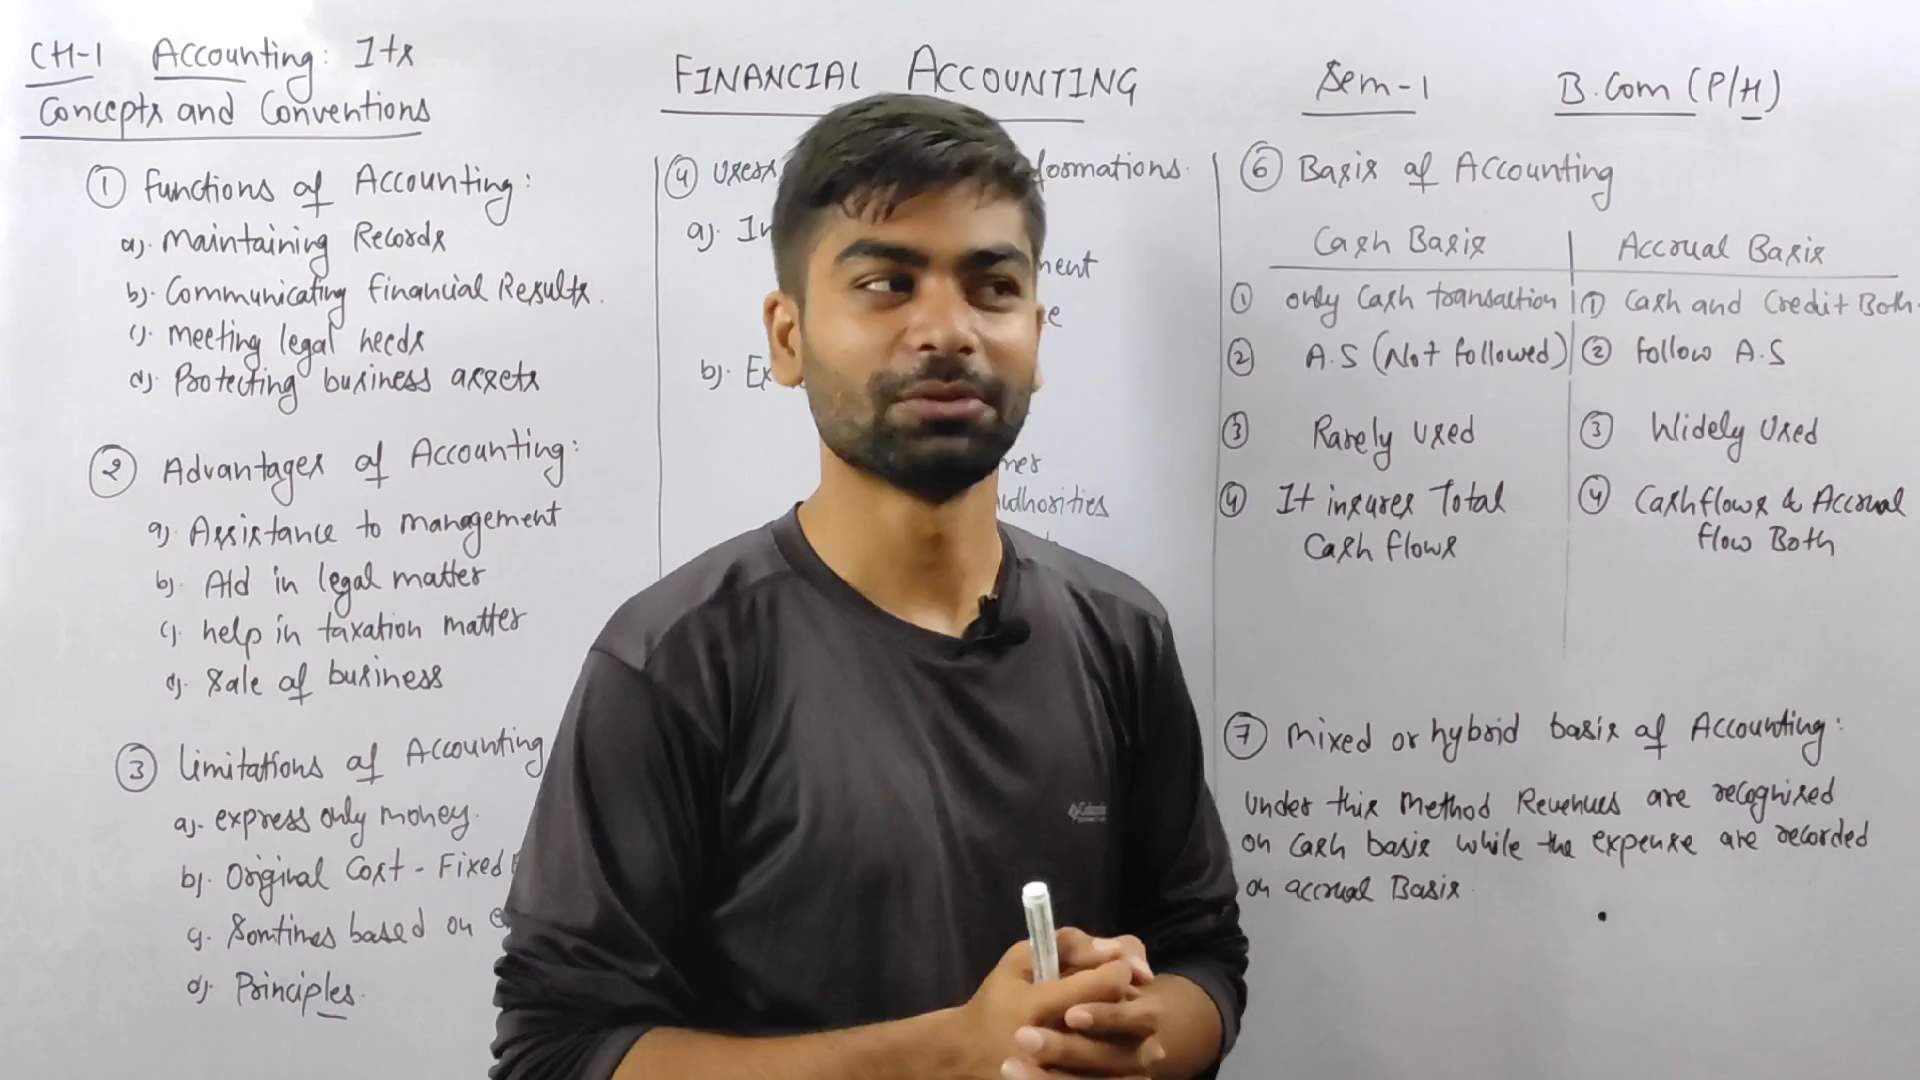 CH-1 Accounting: Its
Concepts and Conventions
FINANCIAL ACCOUNTING
Sem-1 B.Com (P/H)
① functions of Accounting:
a). Maintaining Records
b). Communicating financial Results.
c). meeting legal needs
d). Protecting business assets
② Advantages of Accounting:
a). Assistance to management
b). Aid in legal matter
c). help in taxation matter
d). Sale of business
③ limitations of Accounting
a). express only money.
b). Original Cost - Fixed
c). Somtimes based on
d). Principles.
④ Users formations.
a). In
ment
b). Ex
mer
uthorities
⑥ Basis of Accounting
Cash Basis | Accrual Basis
① only Cash transaction | ① Cash and Credit Both.
② A.S (Not followed) | ② follow A.S
③ Rarely Used ③ Widely Used
④ It insures Total ④ Cashflows & Accrual
Cash flows flow Both
⑦ mixed or hybrid basis of Accounting:
Under this Method Revenues are recognised
on cash basis while the expense are recorded
on accrual Basis.
Columbia